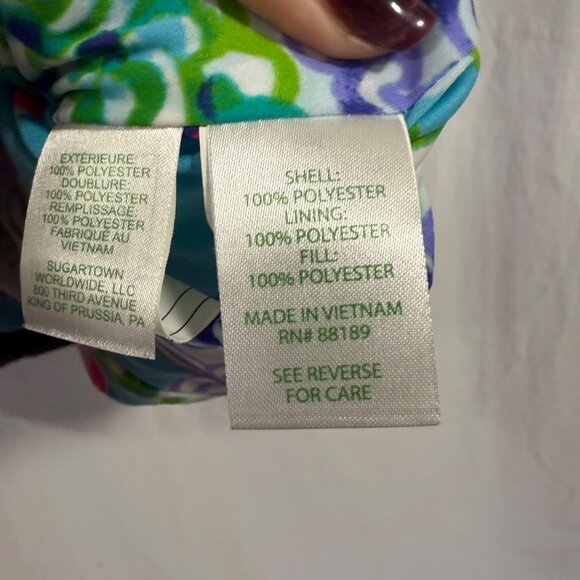 EXTÉRIEURE:
100% POLYESTER
DOUBLURE:
100% POLYESTER
REMPLISSAGE:
100% POLYESTER
FABRIQUÉ AU
VIETNAM
SUGARTOWN
WORLDWIDE, LLC
800 THIRD AVENUE
KING OF PRUSSIA, PA
SHELL:
100% POLYESTER
LINING:
100% POLYESTER
FILL:
100% POLYESTER
MADE IN VIETNAM
RN# 88189
SEE REVERSE
FOR CARE